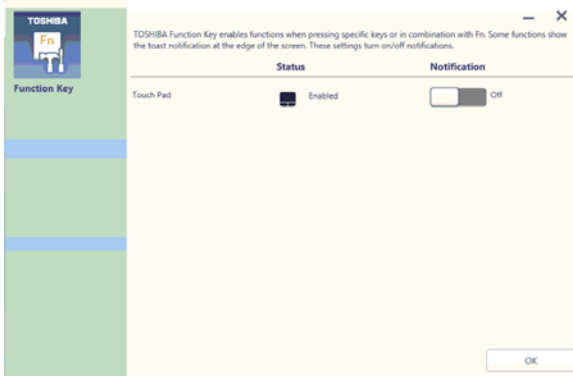 TOSHIBA
Fn
Function Key
TOSHIBA Function Key enables functions when pressing specific keys or in combination with Fn. Some functions show
the toast notification at the edge of the screen. These settings turn on/off notifications.
Status Notification
Touch Pad Enabled Off
OK